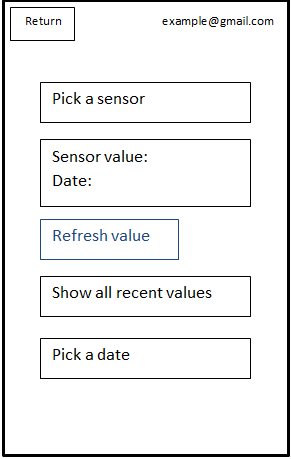 Return example@gmail.com
Pick a sensor
Sensor value:
Date:
Refresh value
Show all recent values
Pick a date